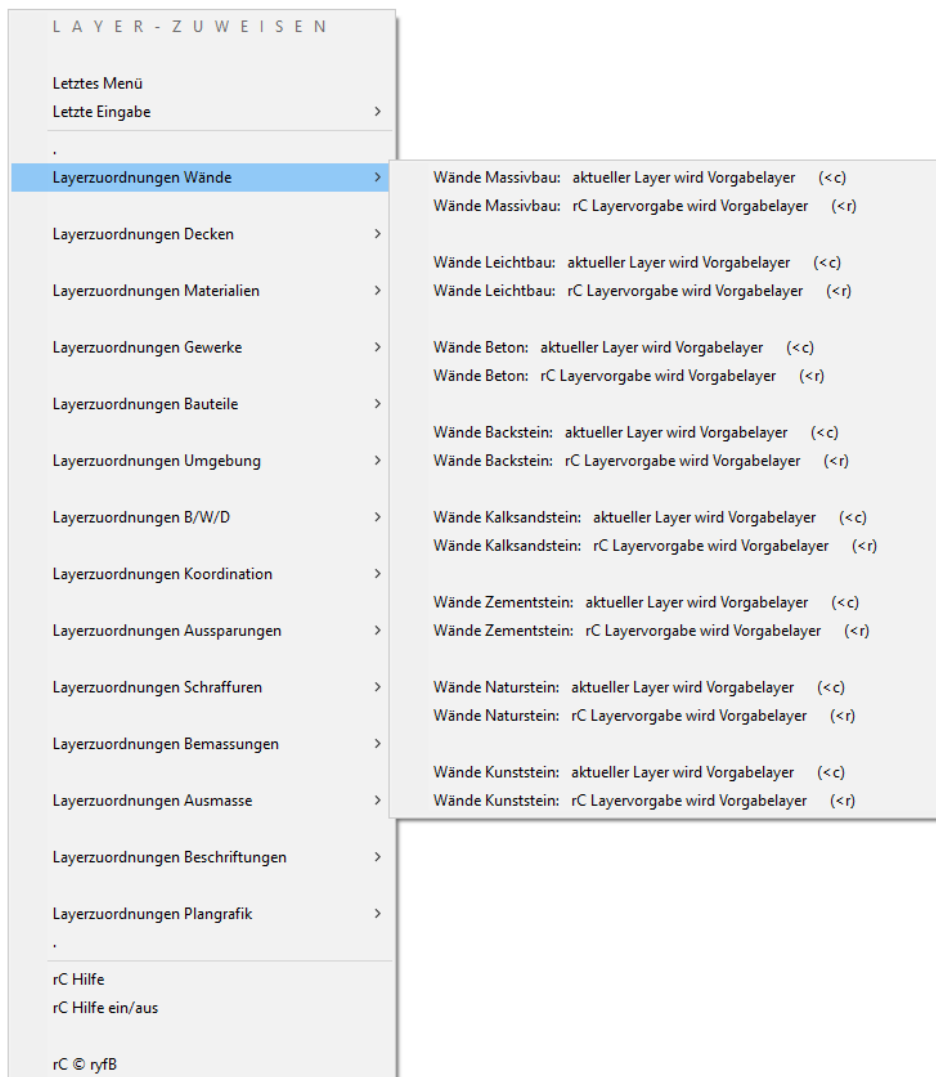 L A Y E R - Z U W E I S E N
Letztes Menü
Letzte Eingabe >
.
Layerzuordnungen Wände >
Layerzuordnungen Decken >
Layerzuordnungen Materialien >
Layerzuordnungen Gewerke >
Layerzuordnungen Bauteile >
Layerzuordnungen Umgebung >
Layerzuordnungen B/W/D >
Layerzuordnungen Koordination >
Layerzuordnungen Aussparungen >
Layerzuordnungen Schraffuren >
Layerzuordnungen Bemassungen >
Layerzuordnungen Ausmasse >
Layerzuordnungen Beschriftungen >
Layerzuordnungen Plangrafik >
.
rC Hilfe
rC Hilfe ein/aus
rC © ryfB
Wände Massivbau: aktueller Layer wird Vorgabelayer (<c)
Wände Massivbau: rC Layervorgabe wird Vorgabelayer (<r)
Wände Leichtbau: aktueller Layer wird Vorgabelayer (<c)
Wände Leichtbau: rC Layervorgabe wird Vorgabelayer (<r)
Wände Beton: aktueller Layer wird Vorgabelayer (<c)
Wände Beton: rC Layervorgabe wird Vorgabelayer (<r)
Wände Backstein: aktueller Layer wird Vorgabelayer (<c)
Wände Backstein: rC Layervorgabe wird Vorgabelayer (<r)
Wände Kalksandstein: aktueller Layer wird Vorgabelayer (<c)
Wände Kalksandstein: rC Layervorgabe wird Vorgabelayer (<r)
Wände Zementstein: aktueller Layer wird Vorgabelayer (<c)
Wände Zementstein: rC Layervorgabe wird Vorgabelayer (<r)
Wände Naturstein: aktueller Layer wird Vorgabelayer (<c)
Wände Naturstein: rC Layervorgabe wird Vorgabelayer (<r)
Wände Kunststein: aktueller Layer wird Vorgabelayer (<c)
Wände Kunststein: rC Layervorgabe wird Vorgabelayer (<r)